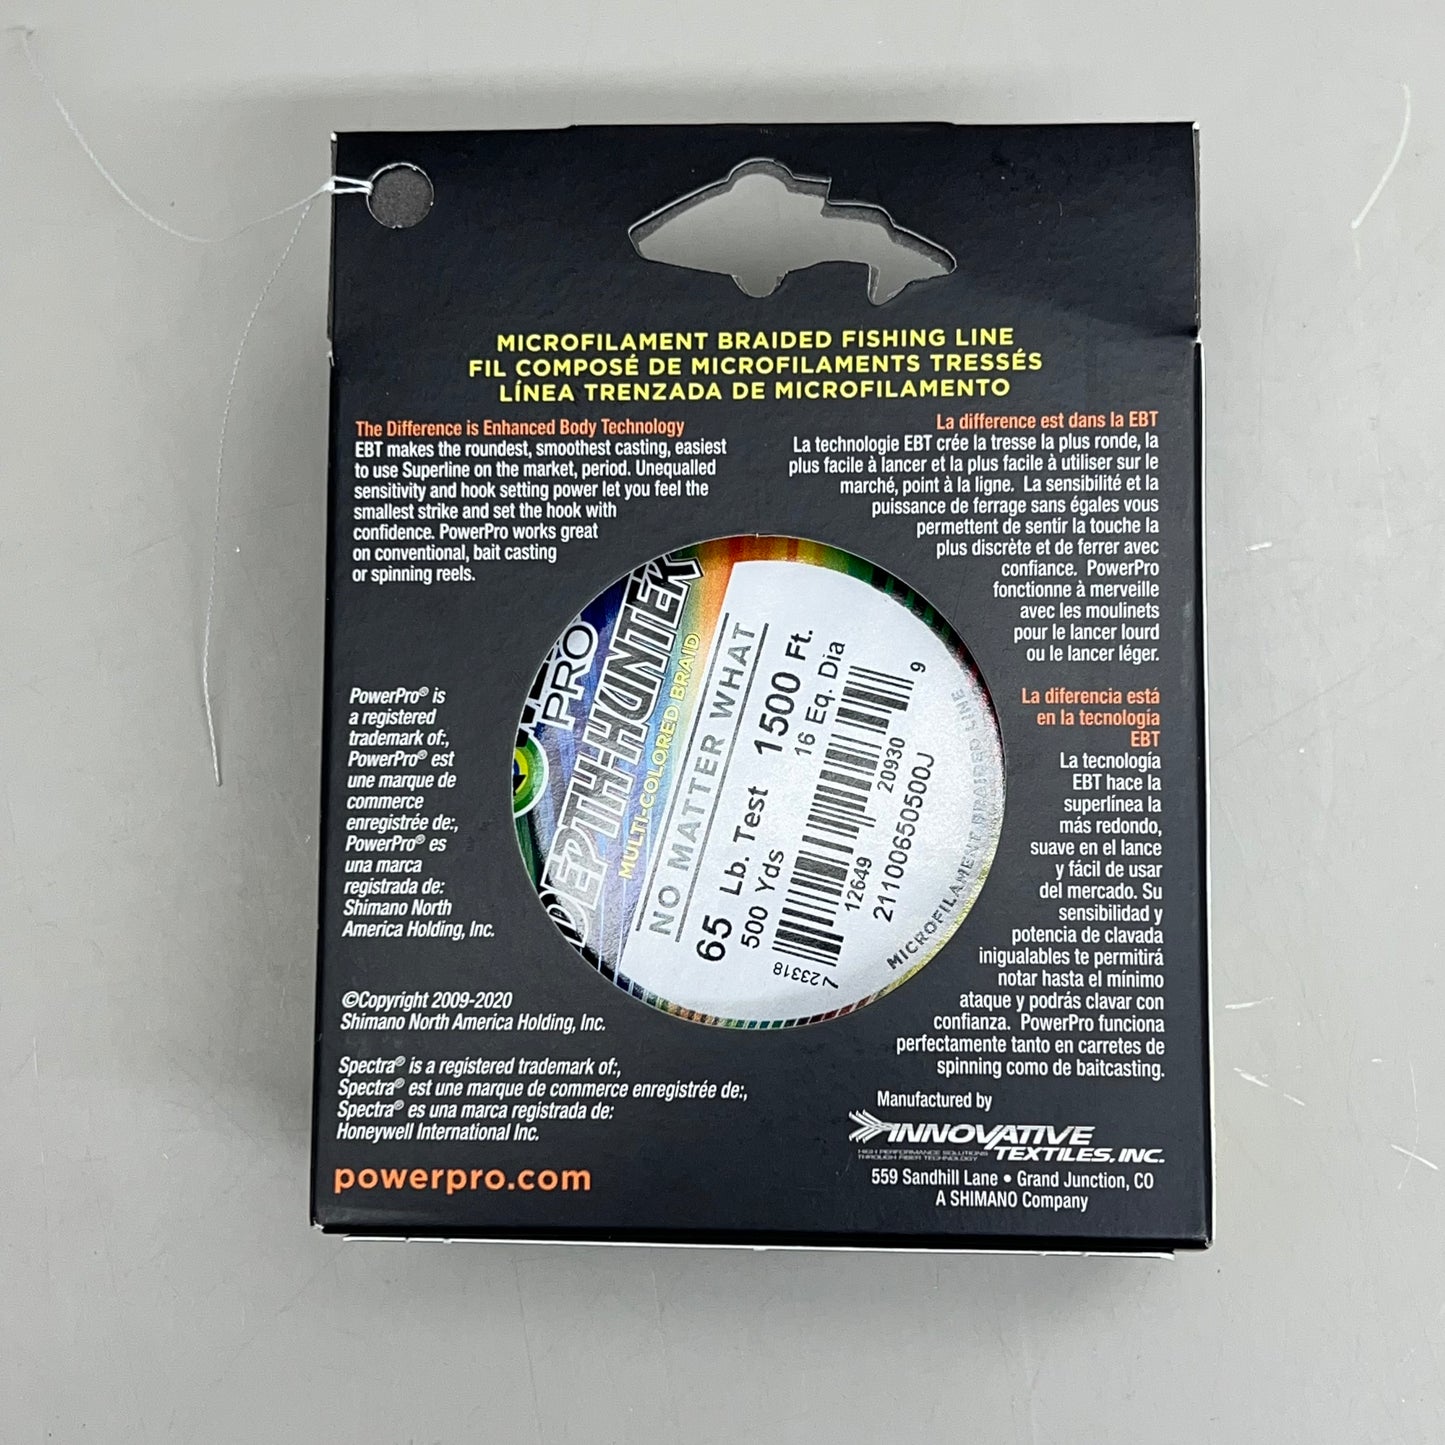 MICROFILAMENT BRAIDED FISHING LINE
FIL COMPOSÉ DE MICROFILAMENTS TRESSÉS
LÍNEA TRENZADA DE MICROFILAMENTO
The Difference is Enhanced Body Technology
EBT makes the roundest, smoothest casting, easiest
to use Superline on the market, period. Unequalled
sensitivity and hook setting power let you feel the
smallest strike and set the hook with
confidence. PowerPro works great
on conventional, bait casting
or spinning reels.
La difference est dans la EBT
La technologie EBT crée la tresse la plus ronde, la
plus facile à lancer et la plus facile à utiliser sur le
marché, point à la ligne. La sensibilité et la
puissance de ferrage sans égales vous
permettent de sentir la touche la
plus discrète et de ferrer avec
confiance. PowerPro
fonctionne à merveille
avec les moulinets
pour le lancer lourd
ou le lancer léger.
PowerPro® is
a registered
trademark of:,
PowerPro® est
une marque de
commerce
enregistrée de:,
PowerPro® es
una marca
registrada de:
Shimano North
America Holding, Inc.
PRO
DEPTH-HUNTER
MULTI-COLORED BRAID
NO MATTER WHAT
65 Lb. Test 1500 Ft.
500 Yds 16 Eq. Dia
7 23318 12649 20930 9
21100650500J
MICROFILAMENT BRAIDED LINE
La diferencia está
en la tecnología
EBT
La tecnología
EBT hace la
superlínea la
más redondo,
suave en el lance
y fácil de usar
del mercado. Su
sensibilidad y
potencia de clavada
inigualables te permitirá
notar hasta el mínimo
ataque y podrás clavar con
confianza. PowerPro funciona
perfectamente tanto en carretes de
spinning como de baitcasting.
©Copyright 2009-2020
Shimano North America Holding, Inc.
Spectra® is a registered trademark of:,
Spectra® est une marque de commerce enregistrée de:,
Spectra® es una marca registrada de:
Honeywell International Inc.
powerpro.com
Manufactured by
INNOVATIVE
HIGH PERFORMANCE SOLUTIONS
THROUGH FIBER TECHNOLOGY
TEXTILES, INC.
559 Sandhill Lane • Grand Junction, CO
A SHIMANO Company